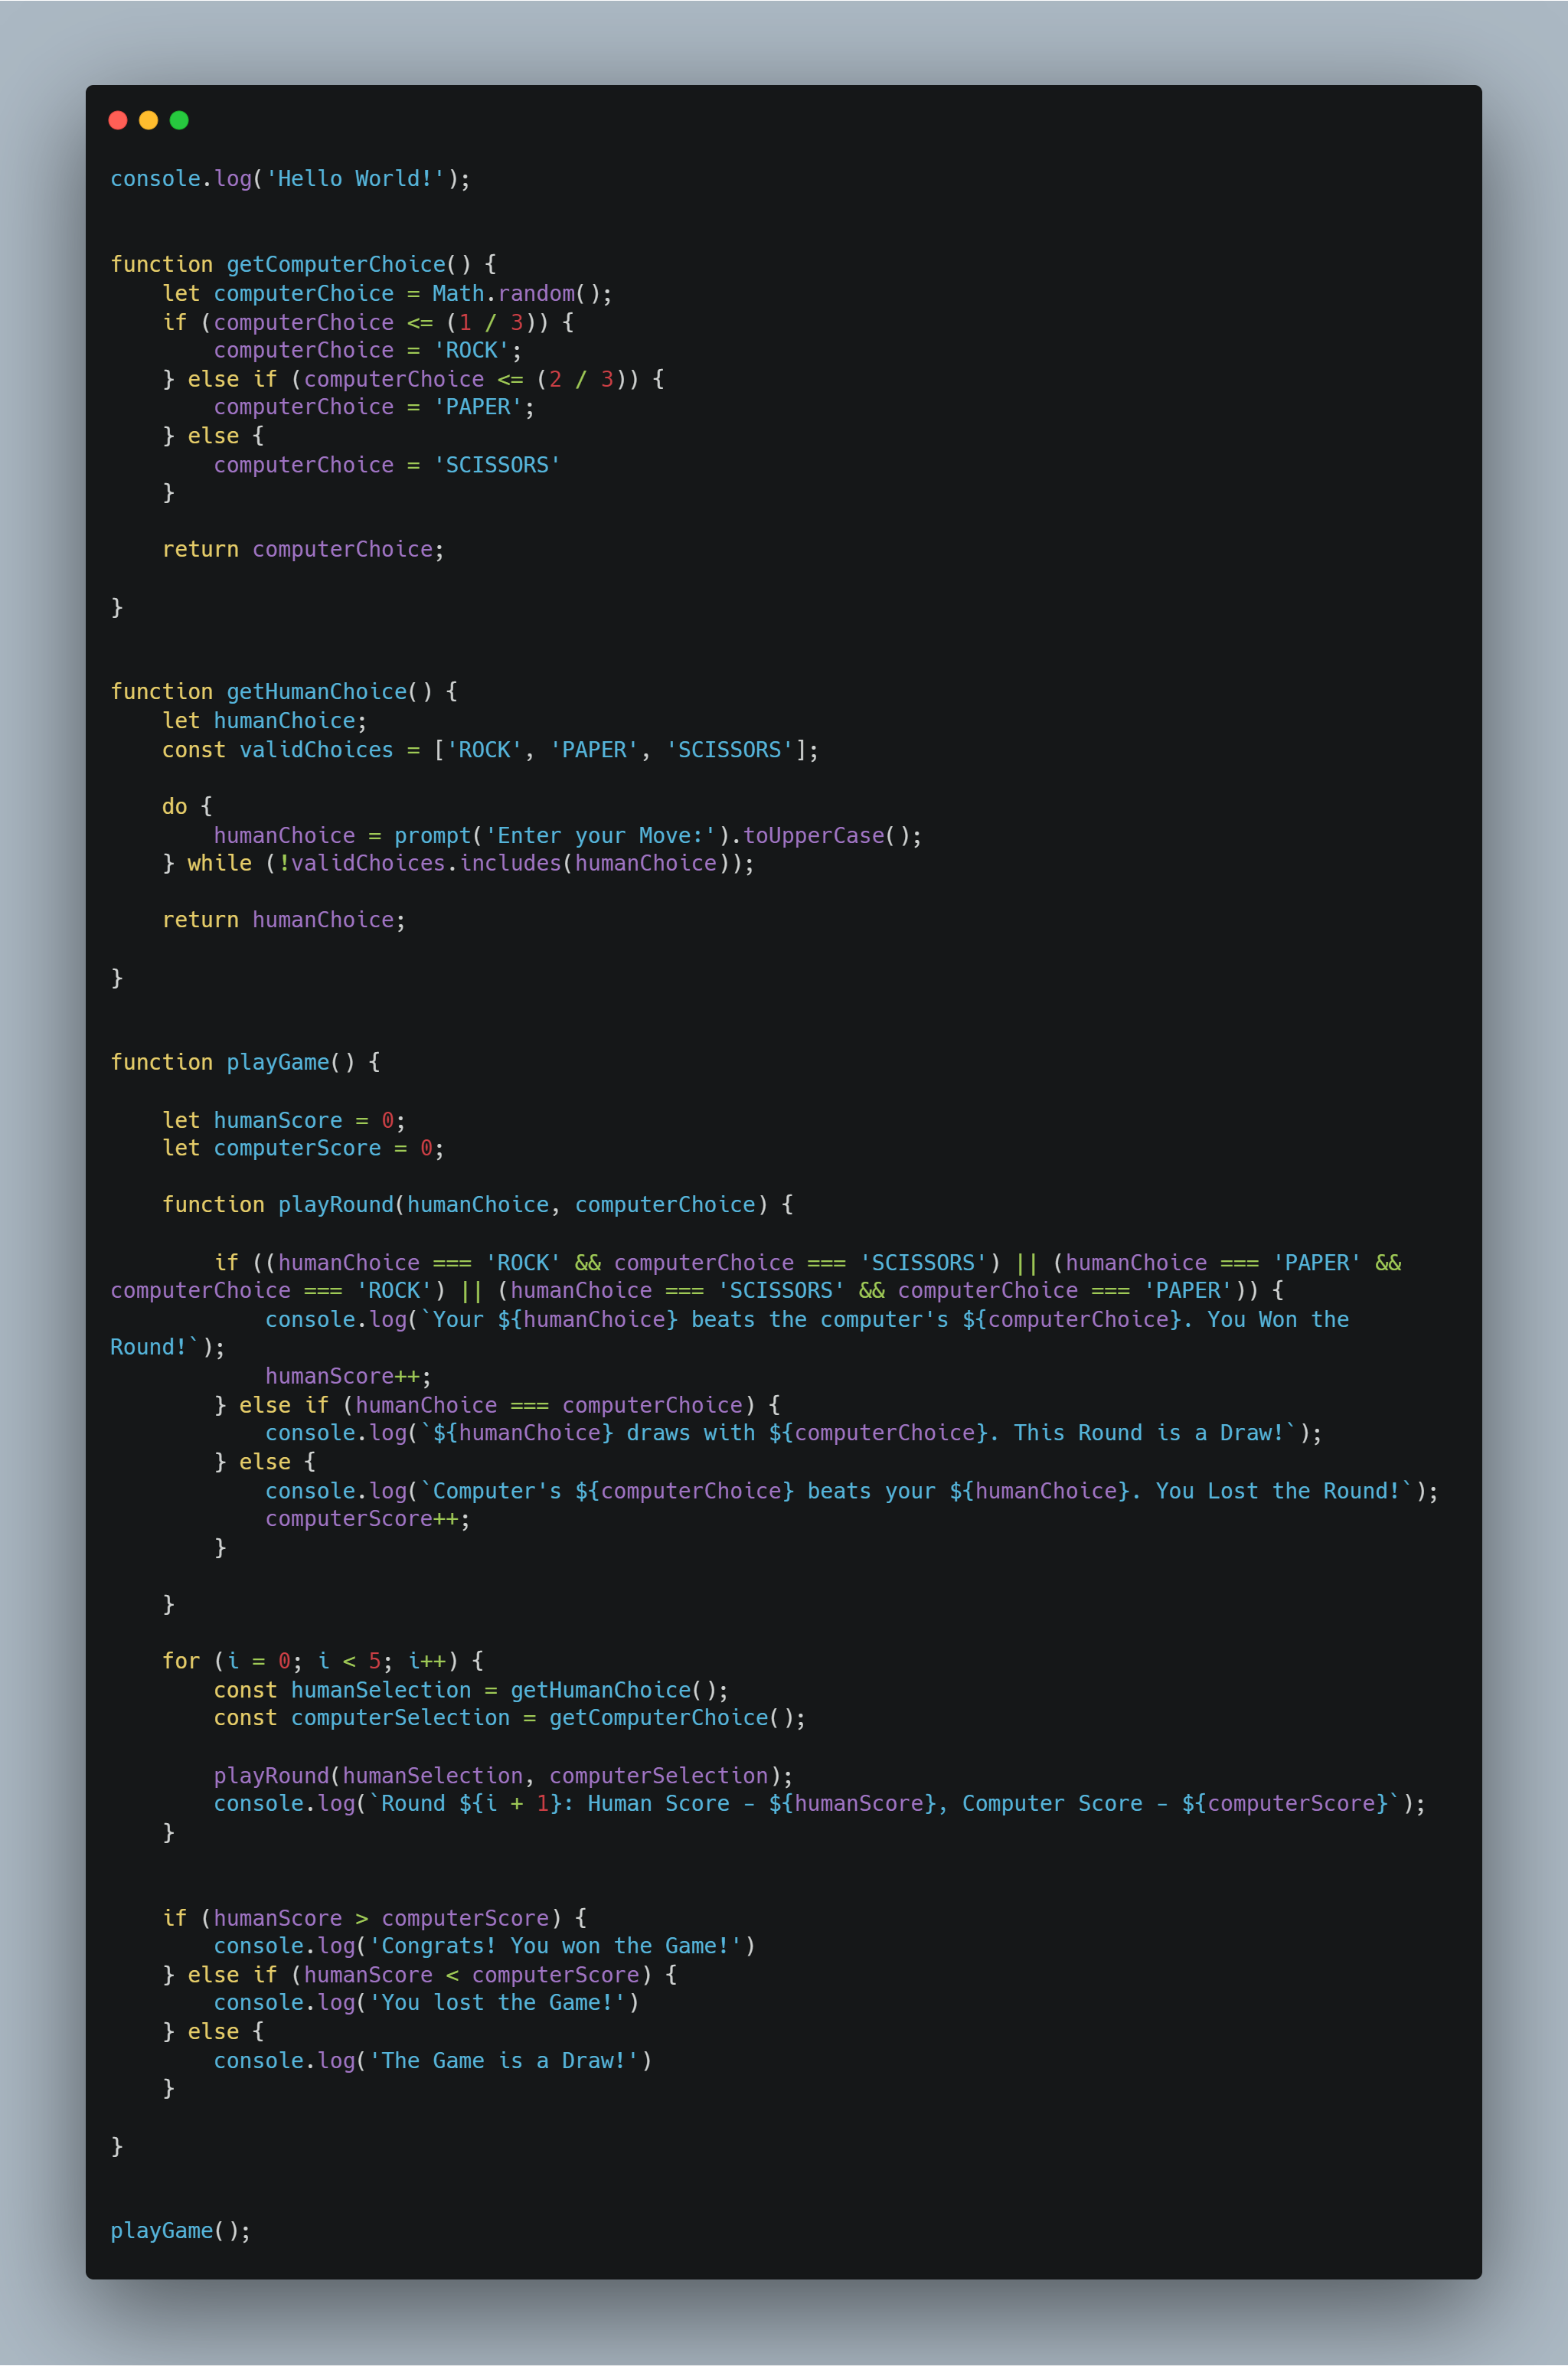 console.log('Hello World!');
function getComputerChoice() {
    let computerChoice = Math.random();
    if (computerChoice <= (1 / 3)) {
        computerChoice = 'ROCK';
    } else if (computerChoice <= (2 / 3)) {
        computerChoice = 'PAPER';
    } else {
        computerChoice = 'SCISSORS'
    }
    return computerChoice;
}
function getHumanChoice() {
    let humanChoice;
    const validChoices = ['ROCK', 'PAPER', 'SCISSORS'];
    do {
        humanChoice = prompt('Enter your Move:').toUpperCase();
    } while (!validChoices.includes(humanChoice));
    return humanChoice;
}
function playGame() {
    let humanScore = 0;
    let computerScore = 0;
    function playRound(humanChoice, computerChoice) {
        if ((humanChoice === 'ROCK' && computerChoice === 'SCISSORS') || (humanChoice === 'PAPER' &&
computerChoice === 'ROCK') || (humanChoice === 'SCISSORS' && computerChoice === 'PAPER')) {
            console.log(`Your ${humanChoice} beats the computer's ${computerChoice}. You Won the
Round!`);
            humanScore++;
        } else if (humanChoice === computerChoice) {
            console.log(`${humanChoice} draws with ${computerChoice}. This Round is a Draw!`);
        } else {
            console.log(`Computer's ${computerChoice} beats your ${humanChoice}. You Lost the Round!`);
            computerScore++;
        }
    }
    for (i = 0; i < 5; i++) {
        const humanSelection = getHumanChoice();
        const computerSelection = getComputerChoice();
        playRound(humanSelection, computerSelection);
        console.log(`Round ${i + 1}: Human Score - ${humanScore}, Computer Score - ${computerScore}`);
    }
    if (humanScore > computerScore) {
        console.log('Congrats! You won the Game!')
    } else if (humanScore < computerScore) {
        console.log('You lost the Game!')
    } else {
        console.log('The Game is a Draw!')
    }
}
playGame();